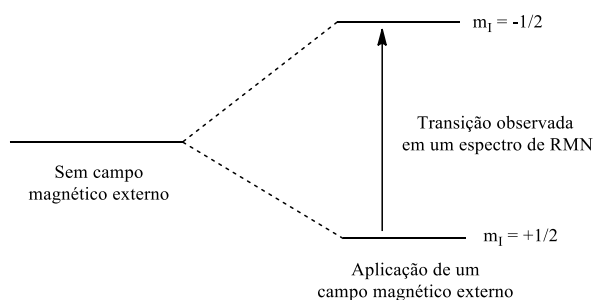 m_I = -1/2
Transição observada
em um espectro de RMN
Sem campo
magnético externo
m_I = +1/2
Aplicação de um
campo magnético externo